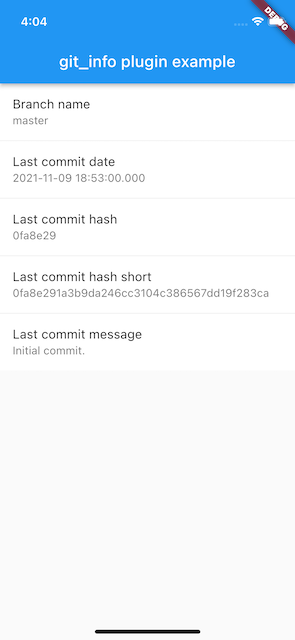 4:04
DEBUG
git_info plugin example
Branch name
master
Last commit date
2021-11-09 18:53:00.000
Last commit hash
0fa8e29
Last commit hash short
0fa8e291a3b9da246cc3104c386567dd19f283ca
Last commit message
Initial commit.